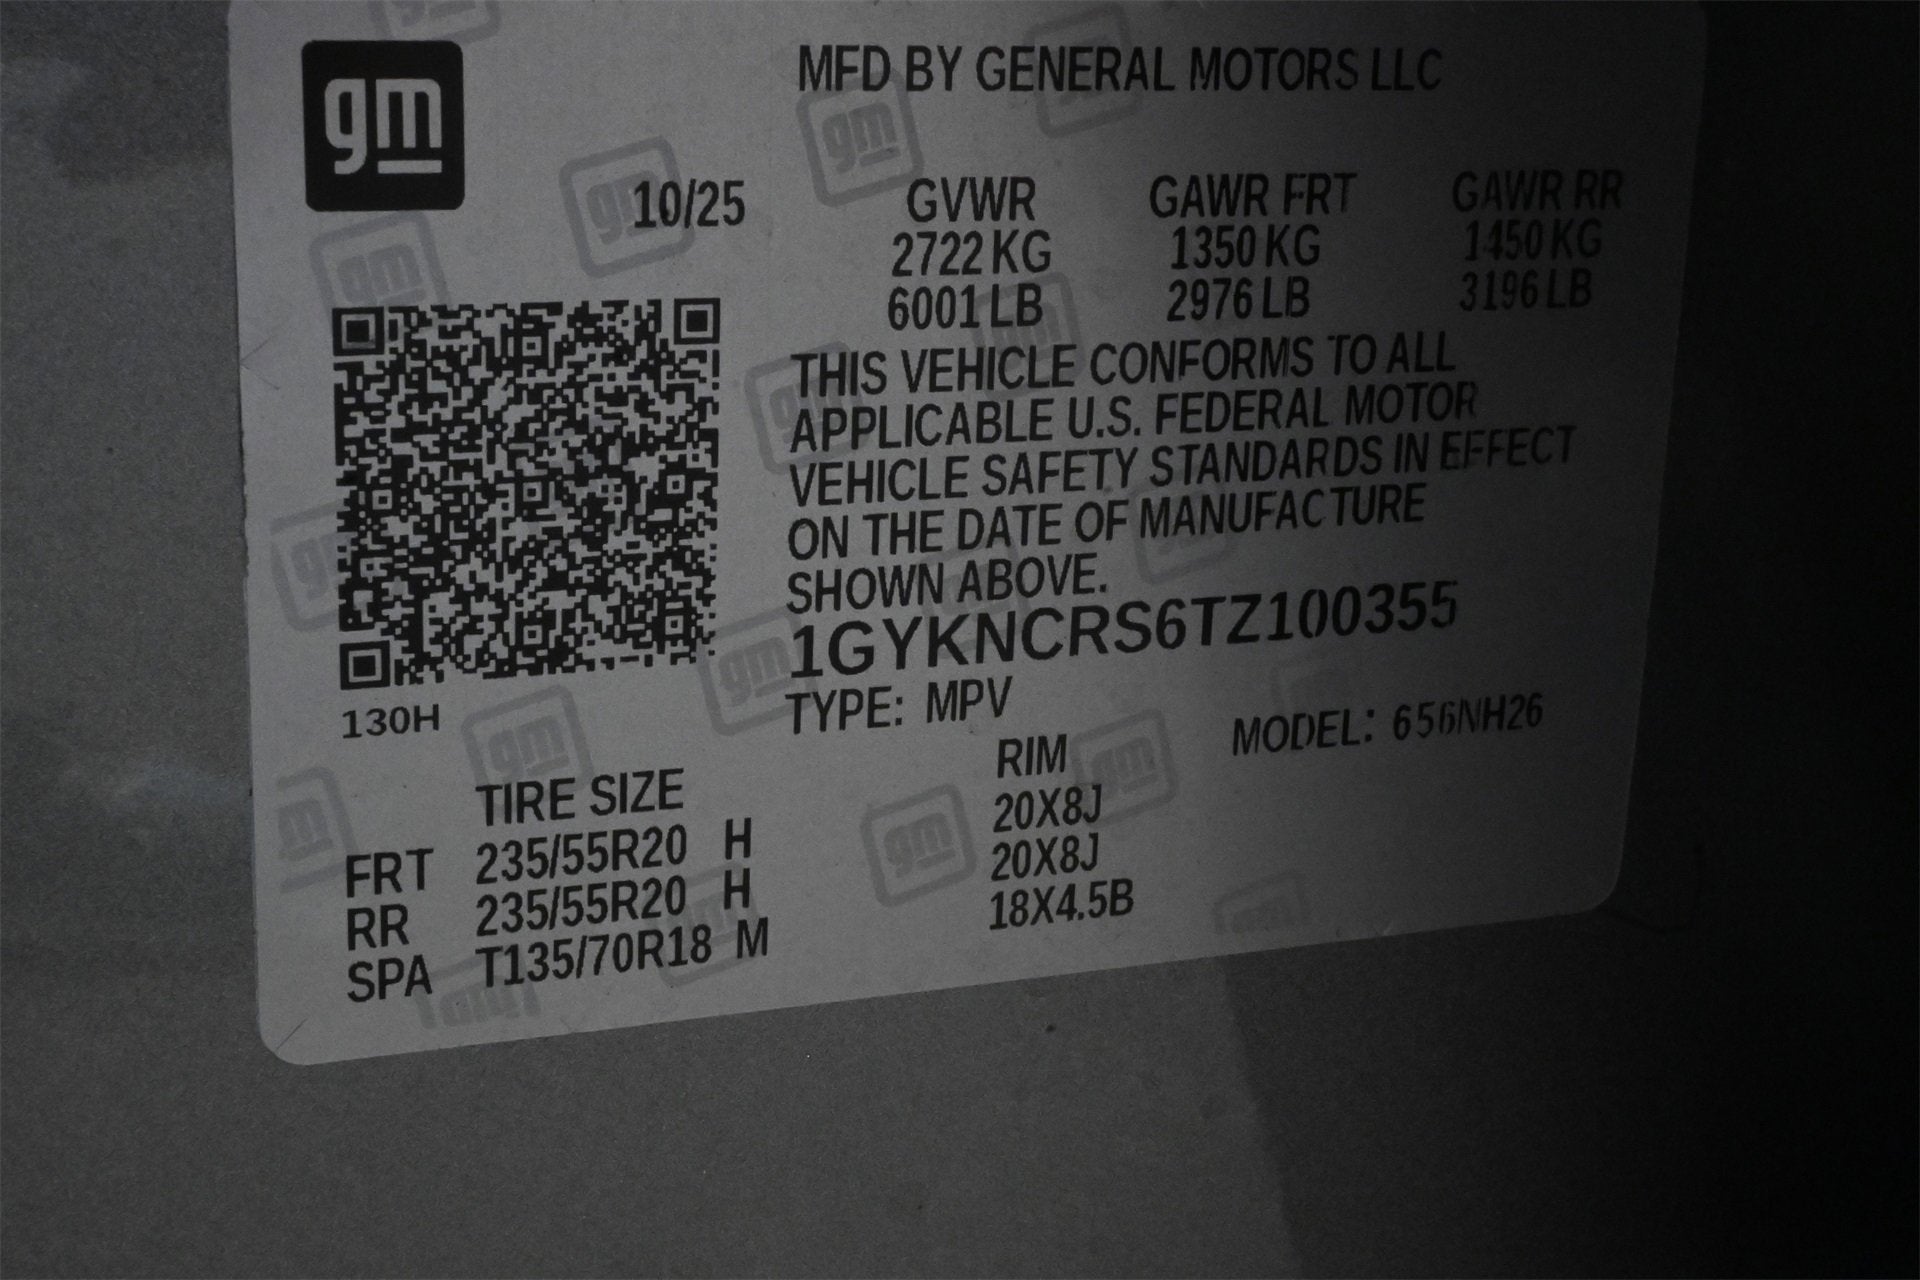 gm
MFD BY GENERAL MOTORS LLC
10/25
GVWR GAWR FRT GAWR RR
2722 KG 1350 KG 1450 KG
6001 LB 2976 LB 3196 LB
THIS VEHICLE CONFORMS TO ALL
APPLICABLE U.S. FEDERAL MOTOR
VEHICLE SAFETY STANDARDS IN EFFECT
ON THE DATE OF MANUFACTURE
SHOWN ABOVE.
1GYKNCRS6TZ100355
TYPE: MPV MODEL: 656NH26
130H
TIRE SIZE RIM
FRT 235/55R20 H 20X8J
RR 235/55R20 H 20X8J
SPA T135/70R18 M 18X4.5B